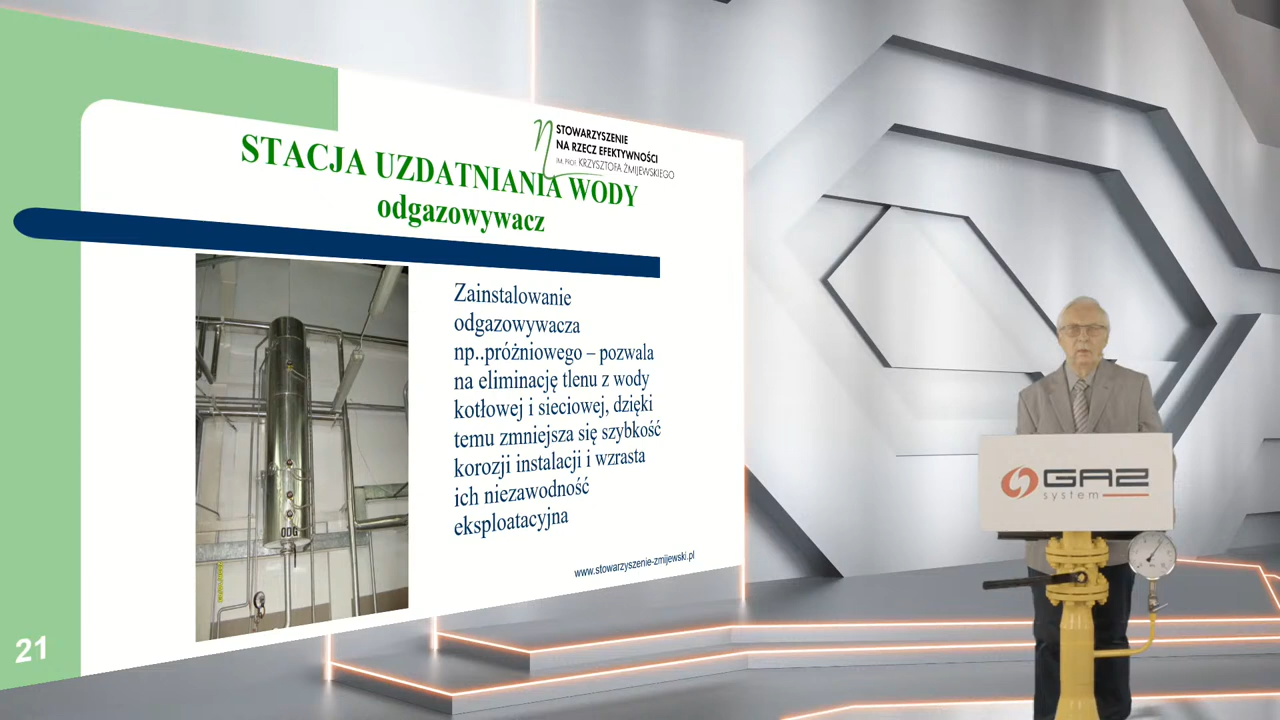 STOWARZYSZENIE
NA RZECZ EFEKTYWNOŚCI
IM. PROF. KRZYSZTOFA ŻMIJEWSKIEGO
STACJA UZDATNIANIA WODY
odgazowywacz
Zainstalowanie
odgazowywacza
np..próżniowego – pozwala
na eliminację tlenu z wody
kotłowej i sieciowej, dzięki
temu zmniejsza się szybkość
korozji instalacji i wzrasta
ich niezawodność
eksploatacyjna
ODG
www.stowarzyszenie-zmijewski.pl
21
GAZ
system